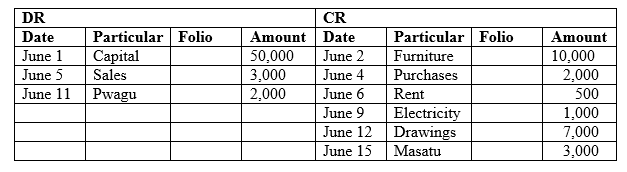 DR CR
Date Particular Folio Amount Date Particular Folio Amount
June 1 Capital 50,000 June 2 Furniture 10,000
June 5 Sales 3,000 June 4 Purchases 2,000
June 11 Pwagu 2,000 June 6 Rent 500
June 9 Electricity 1,000
June 12 Drawings 7,000
June 15 Masatu 3,000